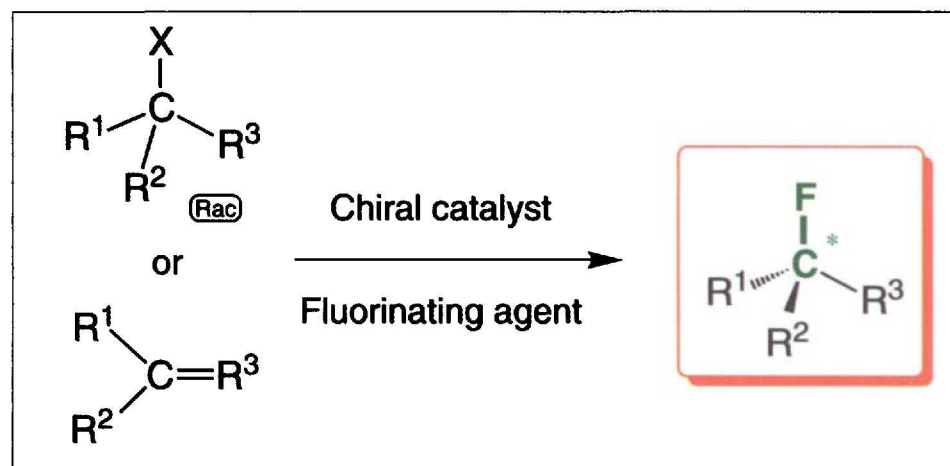 X
C
R¹
R³
R²
Rac
or
R¹
C=R³
R²
Chiral catalyst
Fluorinating agent
F
C*
R¹
R³
R²